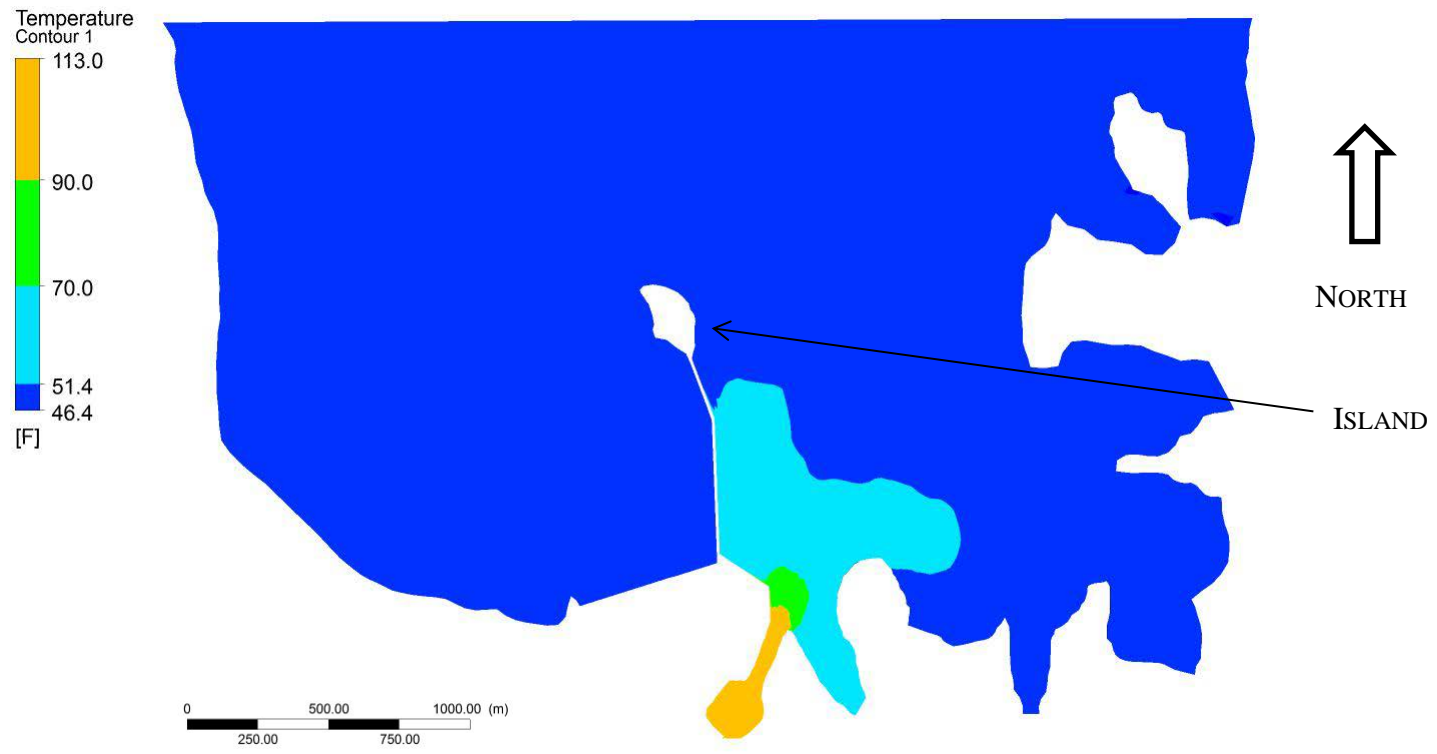 Temperature
Contour 1
113.0
90.0
70.0
51.4
46.4
[F]
NORTH
ISLAND
0 500.00 1000.00 (m)
250.00 750.00